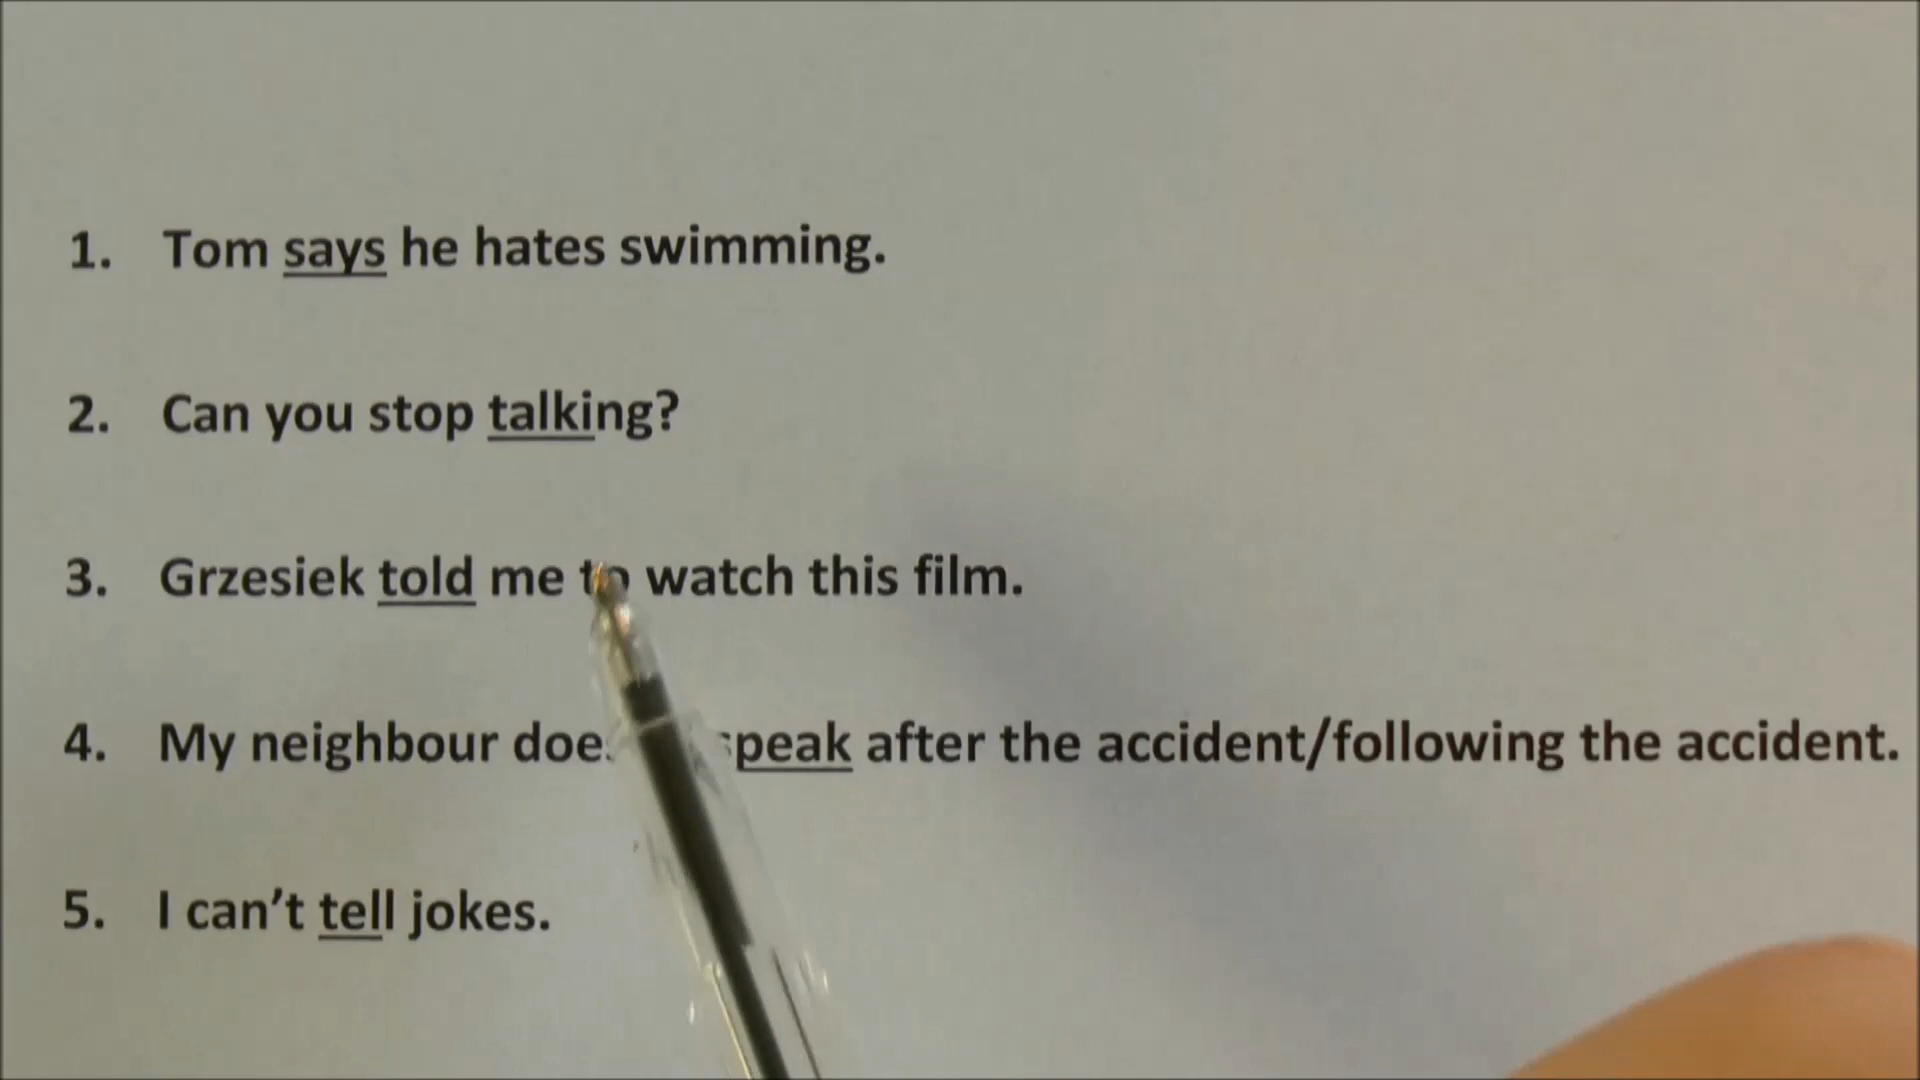 1. Tom says he hates swimming.
2. Can you stop talking?
3. Grzesiek told me to watch this film.
4. My neighbour speak after the accident/following the accident.
5. I can't tell jokes.